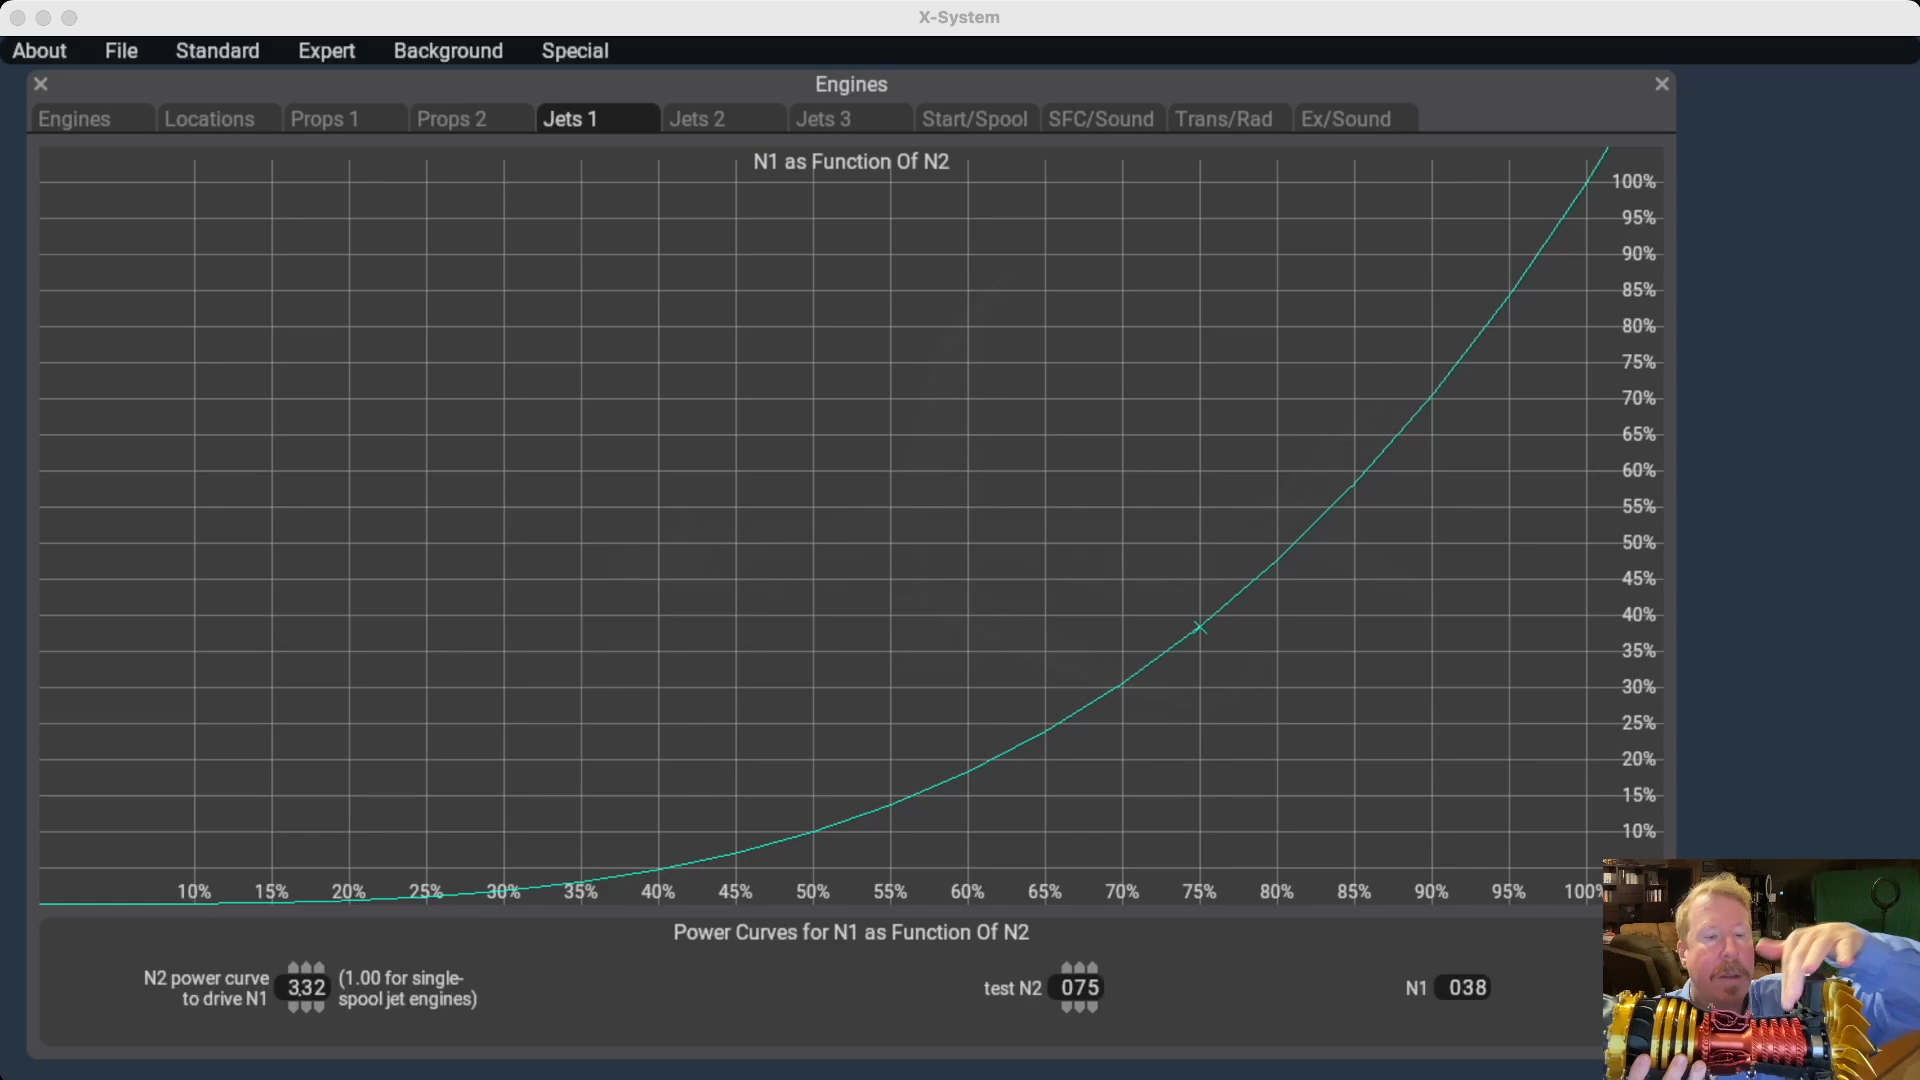 X-System
About File Standard Expert Background Special
Engines
Engines Locations Props 1 Props 2 Jets 1 Jets 2 Jets 3 Start/Spool SFC/Sound Trans/Rad Ex/Sound
N1 as Function Of N2
100%
95%
90%
85%
80%
75%
70%
65%
60%
55%
50%
45%
40%
35%
30%
25%
20%
15%
10%
10% 15% 20% 25% 30% 35% 40% 45% 50% 55% 60% 65% 70% 75% 80% 85% 90% 95% 100%
Power Curves for N1 as Function Of N2
N2 power curve
to drive N1
3.32
(1.00 for single-
spool jet engines)
test N2 075
N1 038